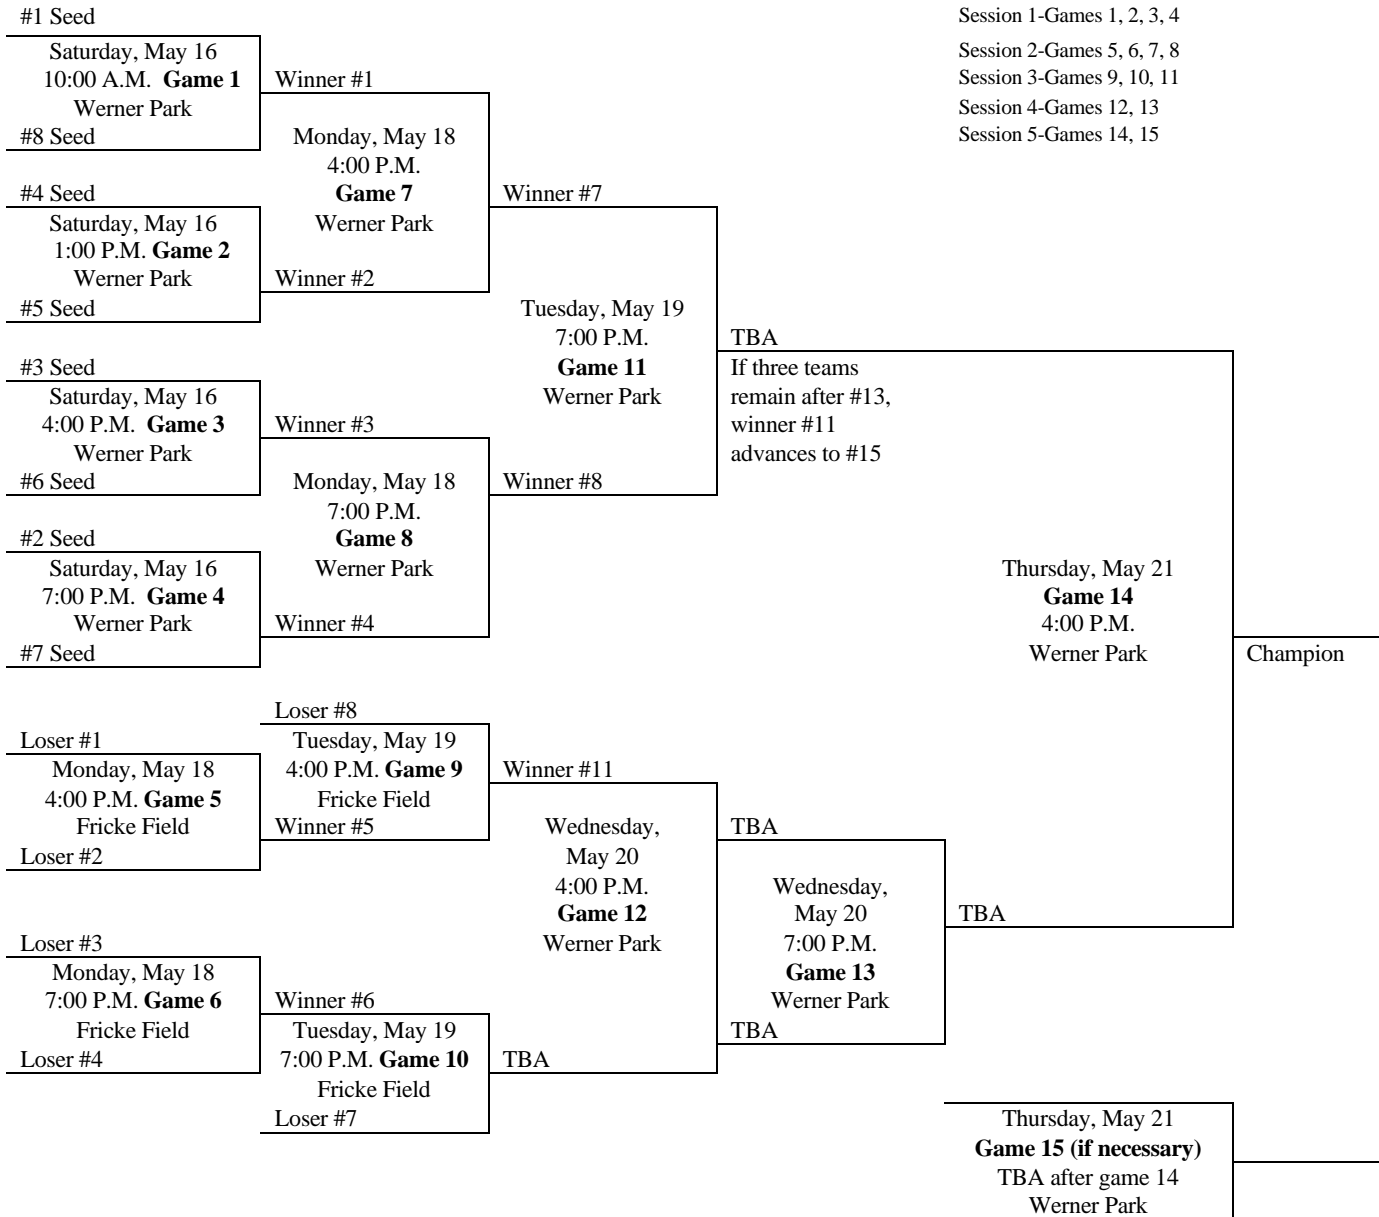 #1 Seed
Saturday, May 16
10:00 A.M. Game 1
Werner Park
#8 Seed
#4 Seed
Saturday, May 16
1:00 P.M. Game 2
Werner Park
#5 Seed
#3 Seed
Saturday, May 16
4:00 P.M. Game 3
Werner Park
#6 Seed
#2 Seed
Saturday, May 16
7:00 P.M. Game 4
Werner Park
#7 Seed
Loser #1
Monday, May 18
4:00 P.M. Game 5
Fricke Field
Loser #2
Loser #3
Monday, May 18
7:00 P.M. Game 6
Fricke Field
Loser #4
Winner #1
Monday, May 18
4:00 P.M.
Game 7
Werner Park
Winner #2
Winner #3
Monday, May 18
7:00 P.M.
Game 8
Werner Park
Winner #4
Loser #8
Tuesday, May 19
4:00 P.M. Game 9
Fricke Field
Winner #5
Winner #6
Tuesday, May 19
7:00 P.M. Game 10
Fricke Field
Loser #7
Winner #7
Tuesday, May 19
7:00 P.M.
Game 11
Werner Park
Winner #8
Winner #11
Wednesday,
May 20
4:00 P.M.
Game 12
Werner Park
TBA
TBA
If three teams
remain after #13,
winner #11
advances to #15
TBA
Wednesday,
May 20
7:00 P.M.
Game 13
Werner Park
TBA
Session 1-Games 1, 2, 3, 4
Session 2-Games 5, 6, 7, 8
Session 3-Games 9, 10, 11
Session 4-Games 12, 13
Session 5-Games 14, 15
Thursday, May 21
Game 14
4:00 P.M.
Werner Park
TBA
Champion
Thursday, May 21
Game 15 (if necessary)
TBA after game 14
Werner Park